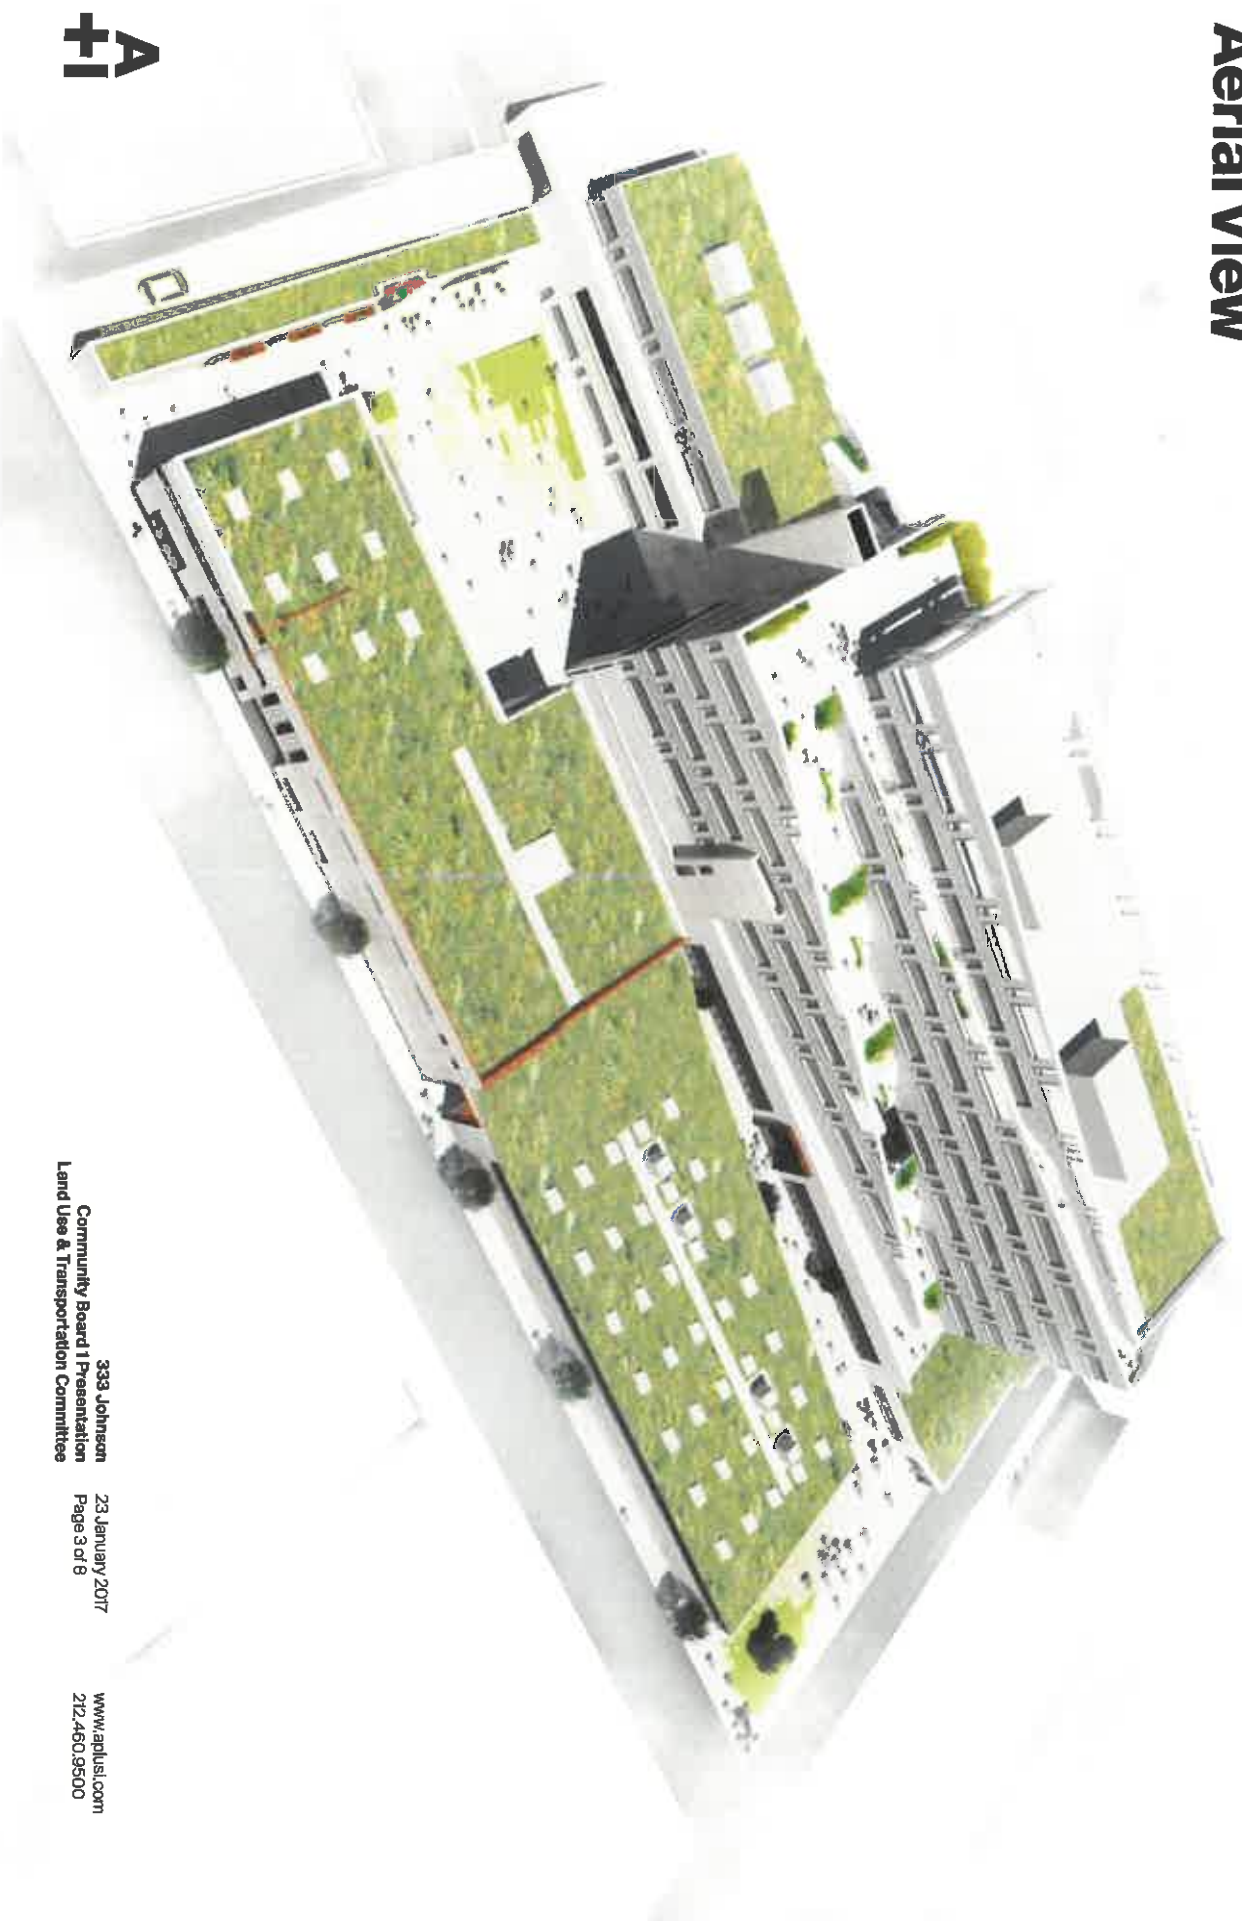 Aerial View
A
+I
333 Johnson
Community Board 1 Presentation
Land Use & Transportation Committee
23 January 2017
Page 3 of 8
www.aplusi.com
212.460.9500